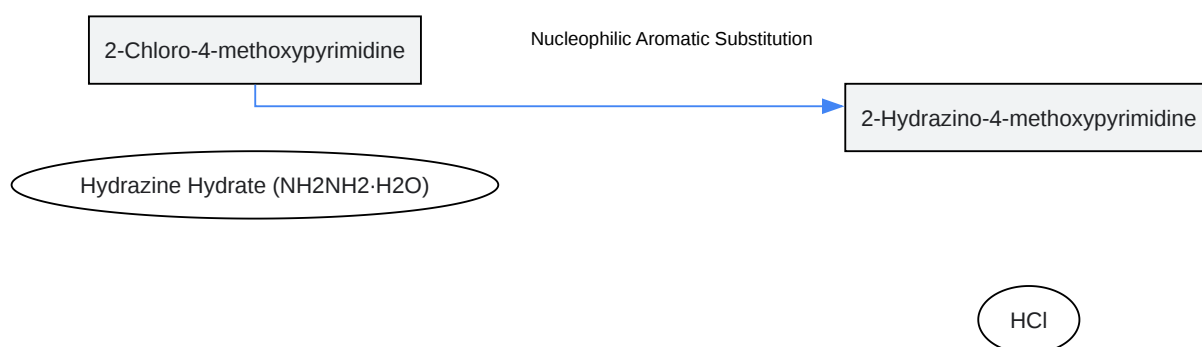 2-Chloro-4-methoxypyrimidine
Nucleophilic Aromatic Substitution
2-Hydrazino-4-methoxypyrimidine
Hydrazine Hydrate (NH2NH2·H2O)
HCl